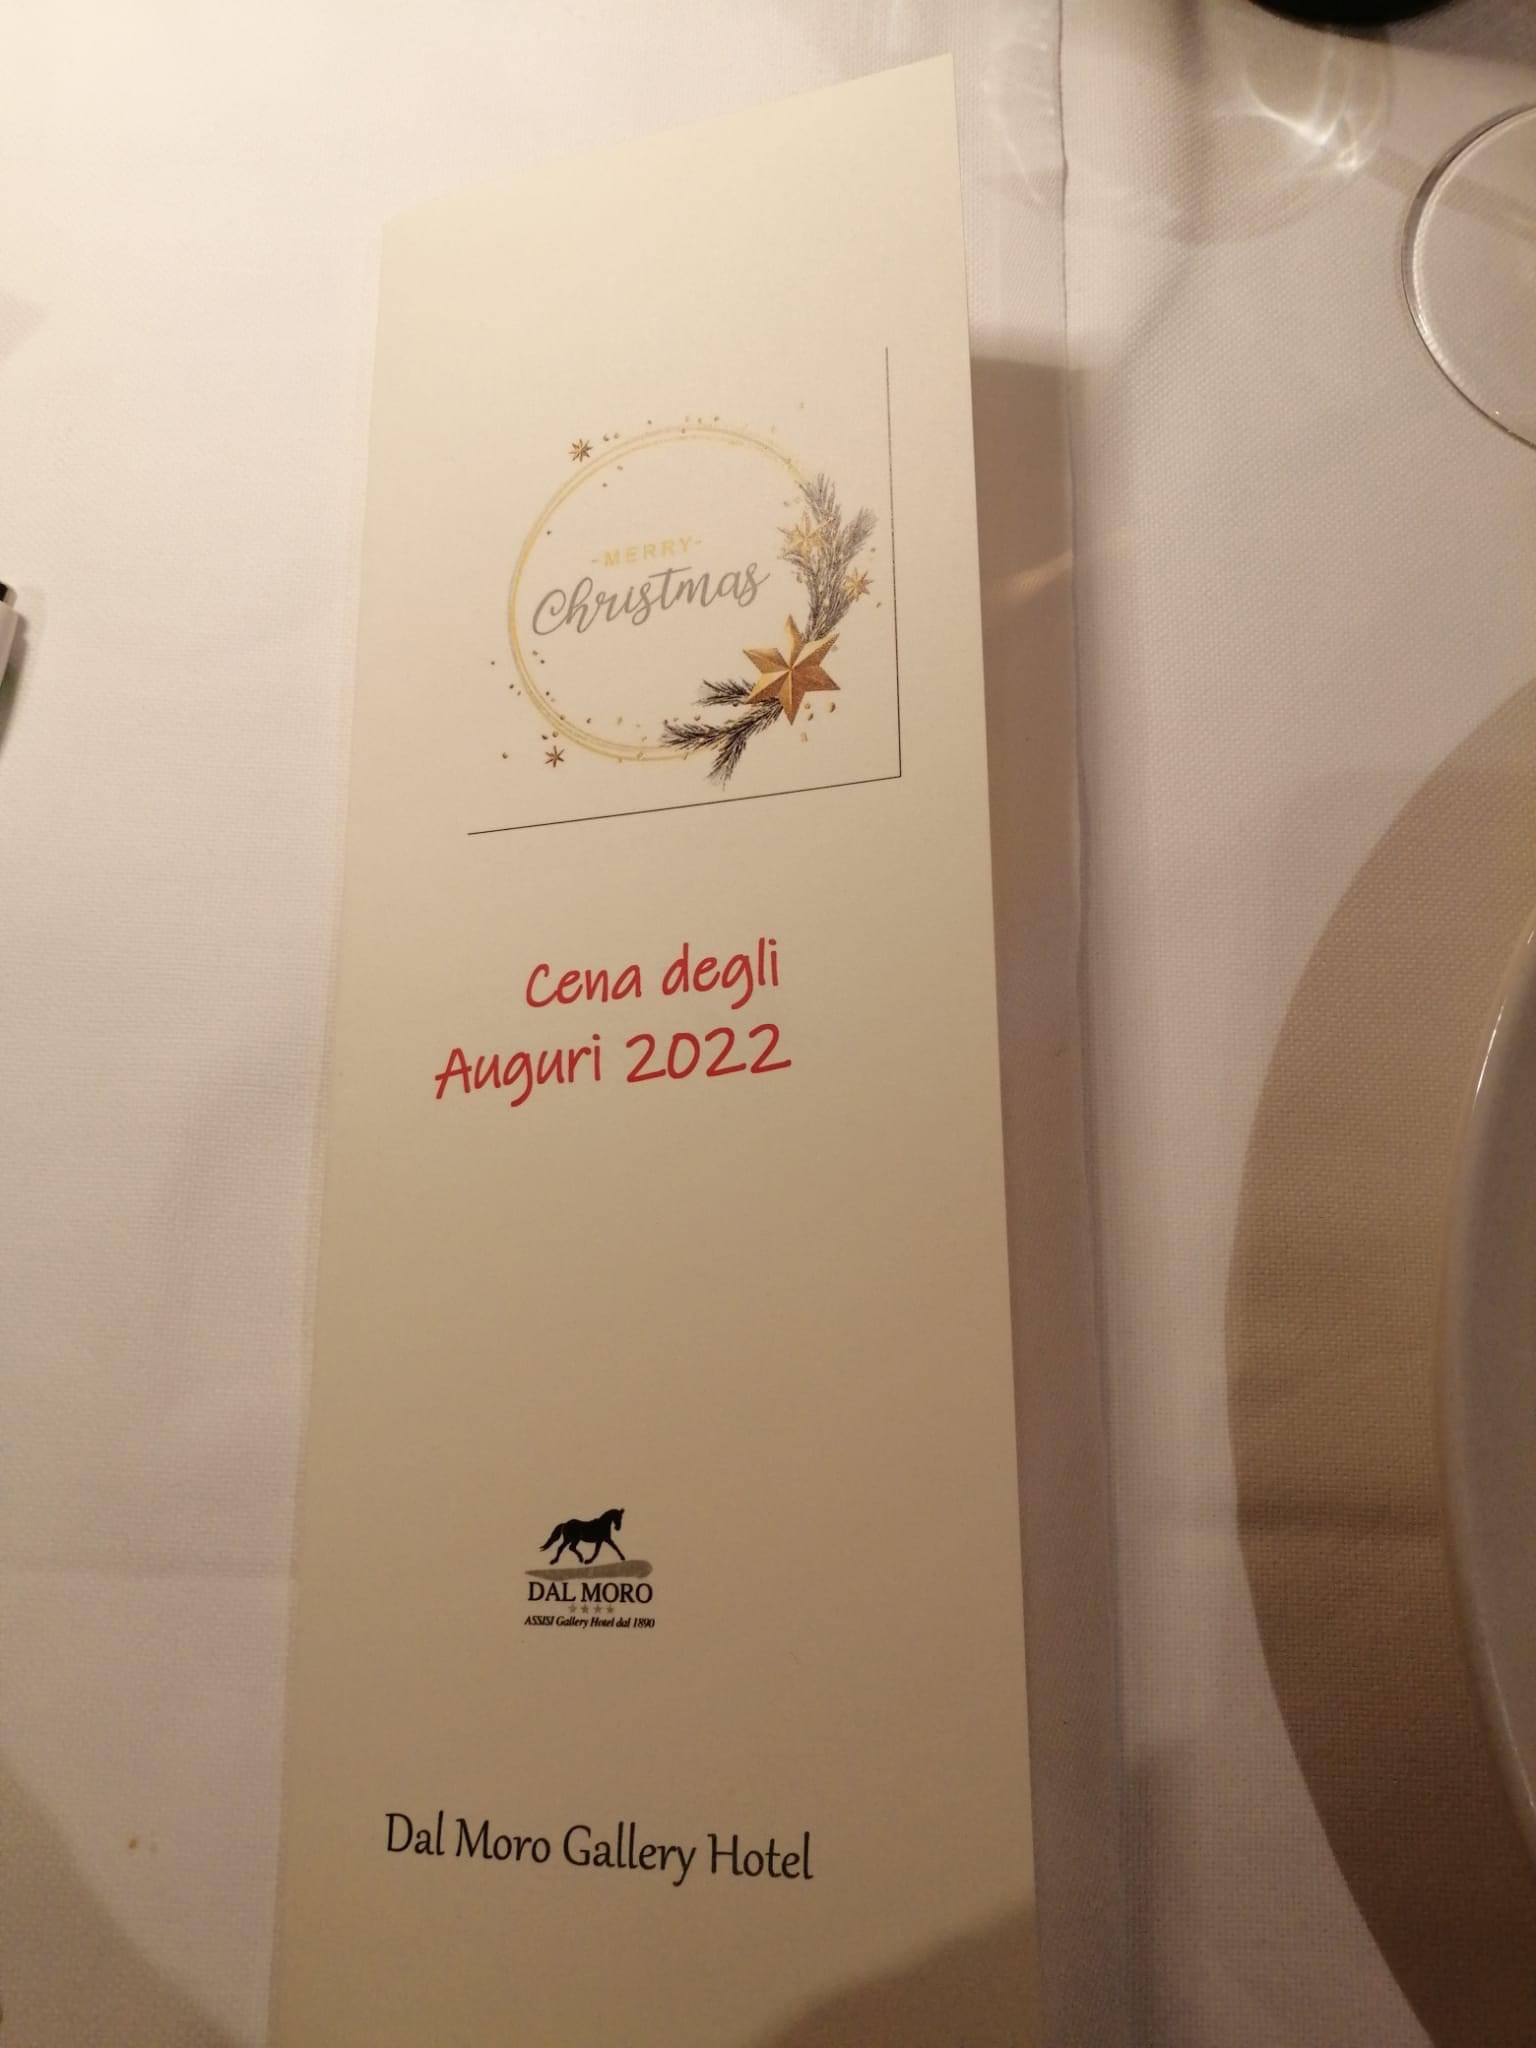 -MERRY-
Christmas
Cena degli
Auguri 2022
DAL MORO
ASSISI Gallery Hotel dal 1890
Dal Moro Gallery Hotel